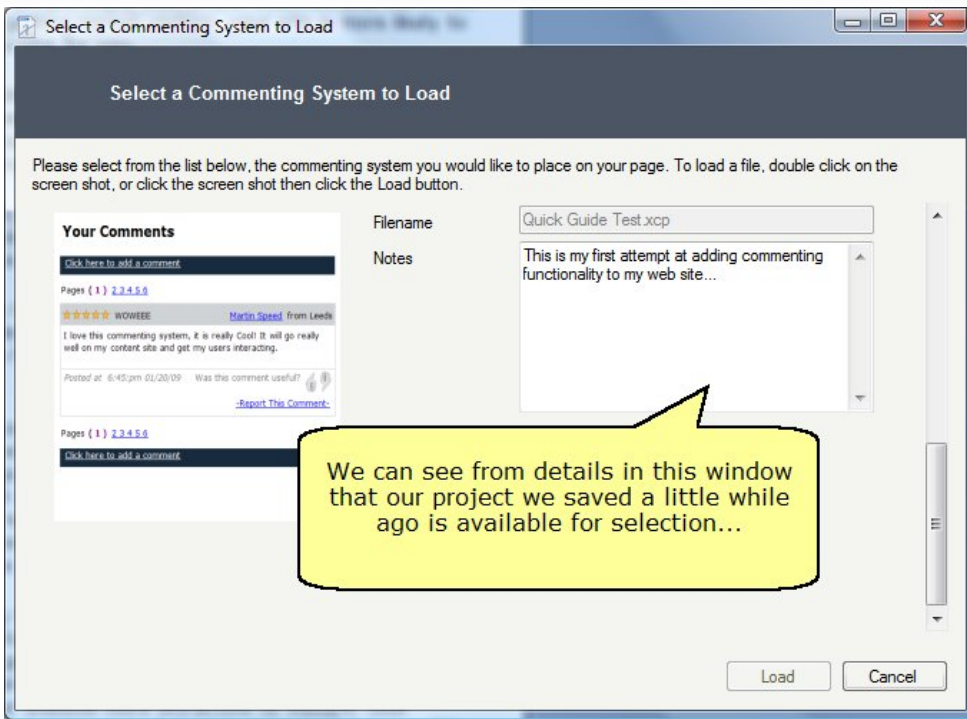 Select a Commenting System to Load
Select a Commenting System to Load
Please select from the list below, the commenting system you would like to place on your page. To load a file, double click on the
screen shot, or click the screen shot then click the Load button.
Your Comments
Click here to add a comment
Pages ( 1 ) 2 3 4 5 6
WOWEEE Martin Speed from Leeds
I love this commenting system, it is really Cool! It will go really
well on my content site and get my users interacting.
Posted at 6:45:pm 01/20/09 Was this comment useful?
-Report This Comment-
Pages ( 1 ) 2 3 4 5 6
Click here to add a comment
Filename Quick Guide Test.xcp
Notes This is my first attempt at adding commenting
functionality to my web site...
We can see from details in this window
that our project we saved a little while
ago is available for selection...
Load Cancel